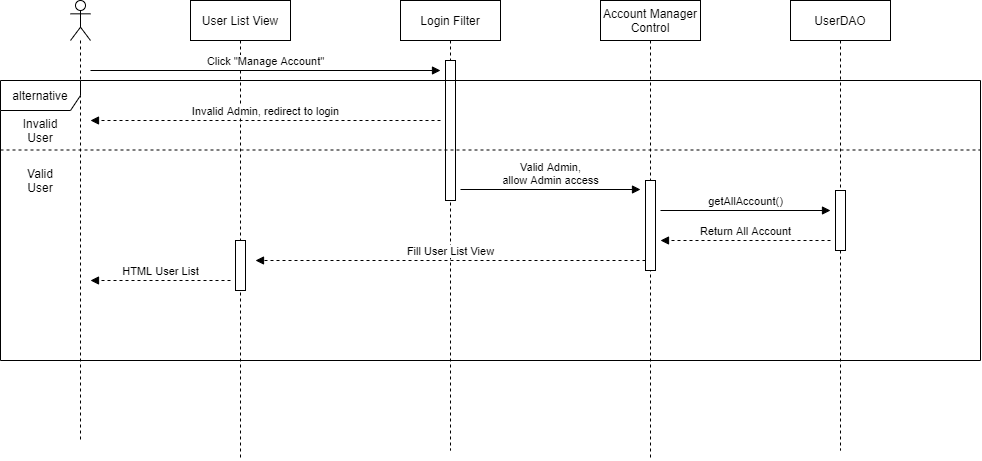 User List View
Login Filter
Account Manager
Control
UserDAO
Click "Manage Account"
alternative
Invalid Admin, redirect to login
Invalid
User
Valid
User
Valid Admin,
allow Admin access
getAllAccount()
Return All Account
Fill User List View
HTML User List